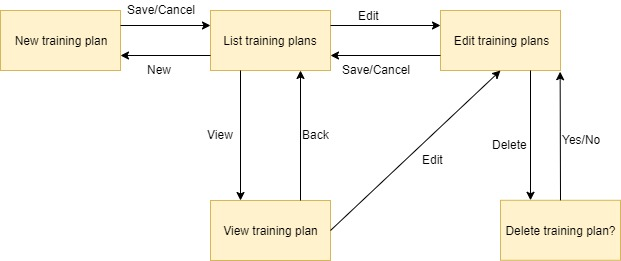 Save/Cancel
Edit
New training plan
List training plans
Edit training plans
New
Save/Cancel
View
Back
Delete
Yes/No
Edit
View training plan
Delete training plan?